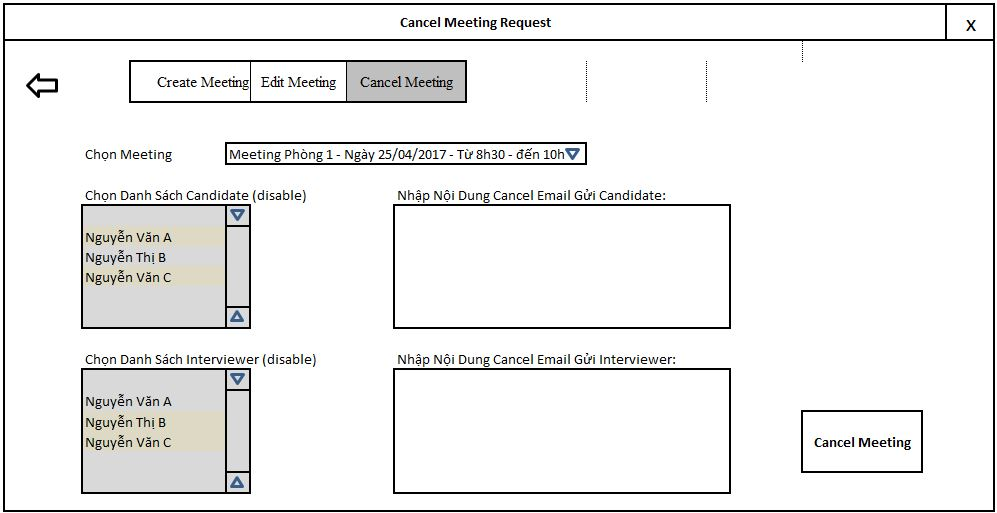 Cancel Meeting Request
X
Create Meeting Edit Meeting Cancel Meeting
Chọn Meeting Meeting Phòng 1 - Ngày 25/04/2017 - Từ 8h30 - đến 10h
Chọn Danh Sách Candidate (disable) Nhập Nội Dung Cancel Email Gửi Candidate:
Nguyễn Văn A
Nguyễn Thị B
Nguyễn Văn C
Chọn Danh Sách Interviewer (disable) Nhập Nội Dung Cancel Email Gửi Interviewer:
Nguyễn Văn A
Nguyễn Thị B
Nguyễn Văn C
Cancel Meeting